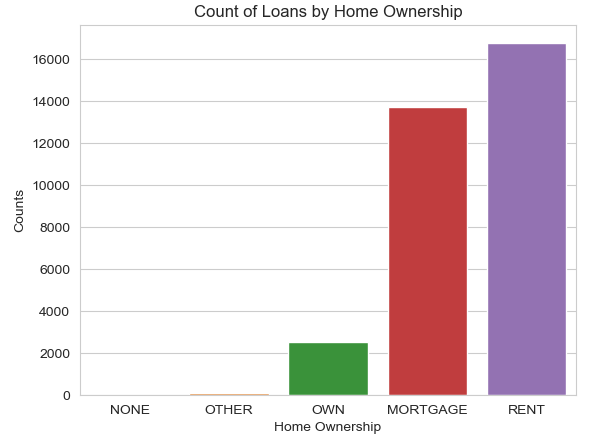 Count of Loans by Home Ownership
16000
14000
12000
10000
8000
6000
4000
2000
0
Counts
NONE OTHER OWN MORTGAGE RENT
Home Ownership